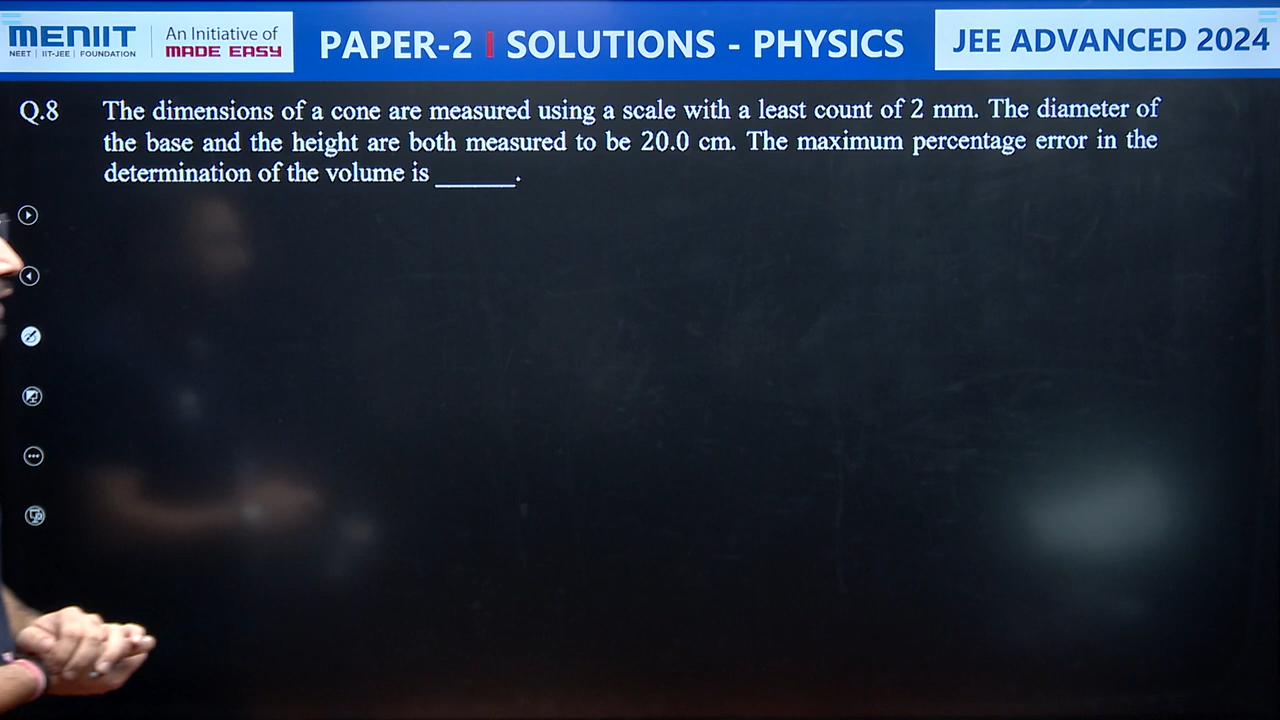 MENIIT
NEET | IIT-JEE | FOUNDATION
An Initiative of
MADE EASY
PAPER-2 | SOLUTIONS - PHYSICS
JEE ADVANCED 2024
Q.8 The dimensions of a cone are measured using a scale with a least count of 2 mm. The diameter of
the base and the height are both measured to be 20.0 cm. The maximum percentage error in the
determination of the volume is ______.